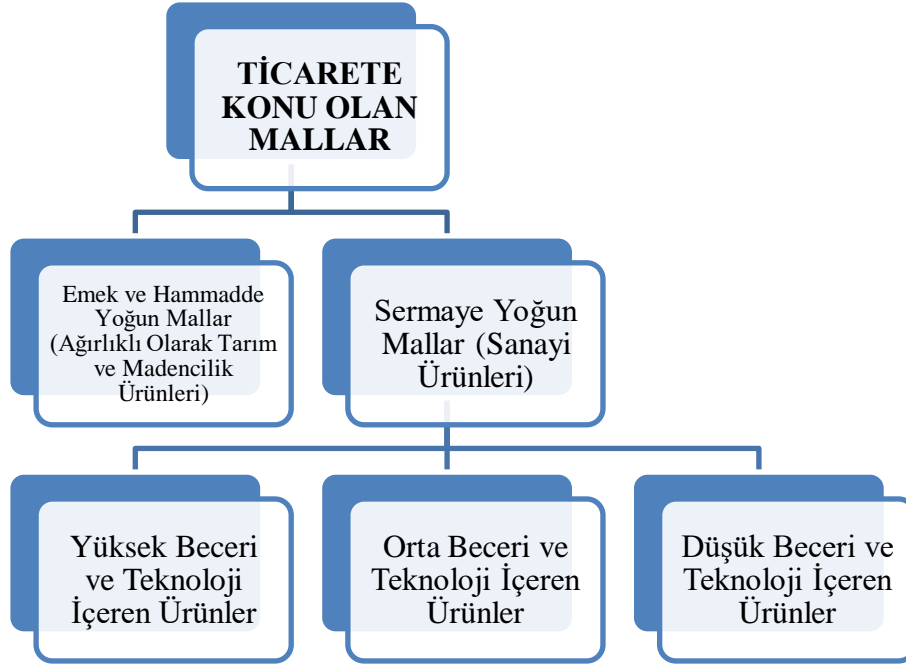 TİCARETE
KONU OLAN
MALLAR
Emek ve Hammadde
Yoğun Mallar
(Ağırlıklı Olarak Tarım
ve Madencilik
Ürünleri)
Sermaye Yoğun
Mallar (Sanayi
Ürünleri)
Yüksek Beceri
ve Teknoloji
İçeren Ürünler
Orta Beceri ve
Teknoloji İçeren
Ürünler
Düşük Beceri ve
Teknoloji İçeren
Ürünler